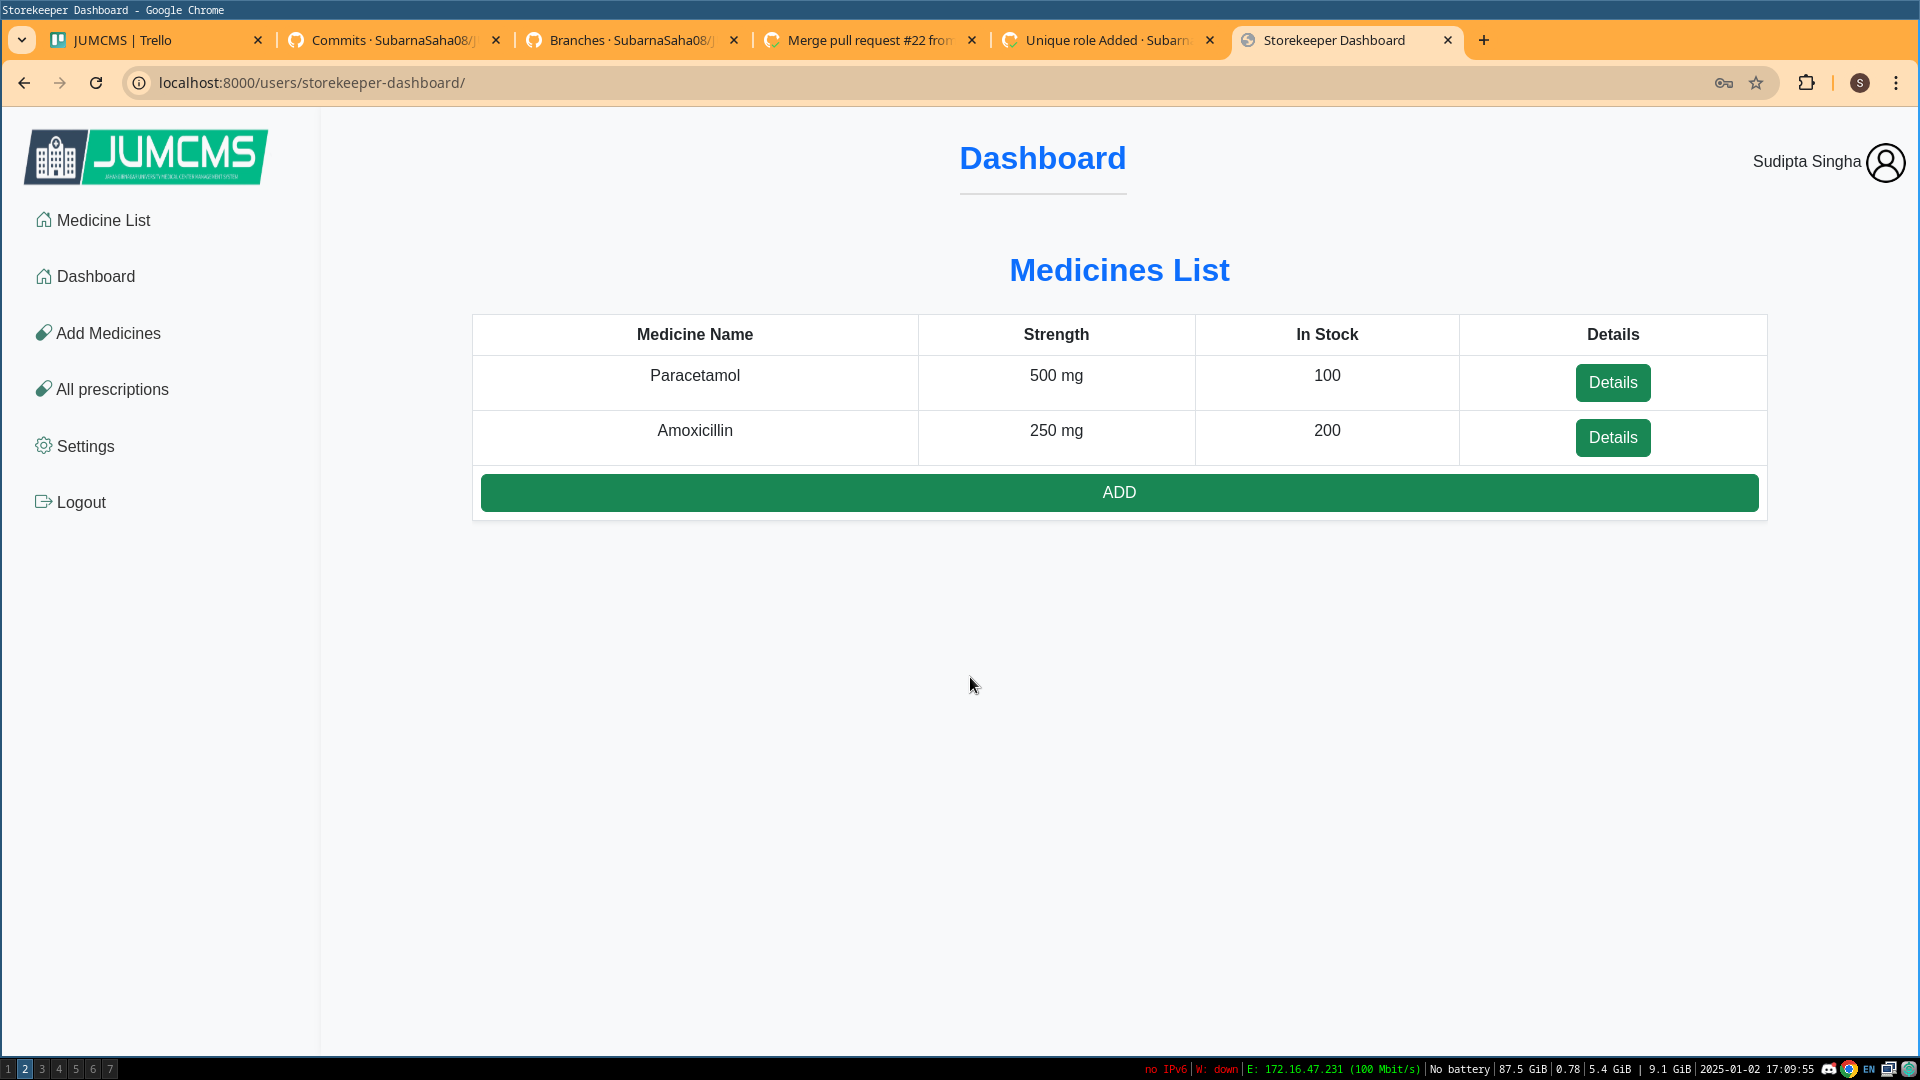 Storekeeper Dashboard - Google Chrome
JUMCMS | Trello
Commits · SubarnaSaha08/J
Branches · SubarnaSaha08/J
Merge pull request #22 from
Unique role Added · Subarna
Storekeeper Dashboard
localhost:8000/users/storekeeper-dashboard/
S
JUMCMS
Dashboard
Sudipta Singha
Medicine List
Dashboard
Add Medicines
All prescriptions
Settings
Logout
Medicines List
Medicine Name Strength In Stock Details
Paracetamol 500 mg 100 Details
Amoxicillin 250 mg 200 Details
ADD
1 2 3 4 5 6 7
no IPv6 | W: down | E: 172.16.47.231 (100 Mbit/s) | No battery | 87.5 GiB | 0.78 | 5.4 GiB | 9.1 GiB | 2025-01-02 17:09:55 EN